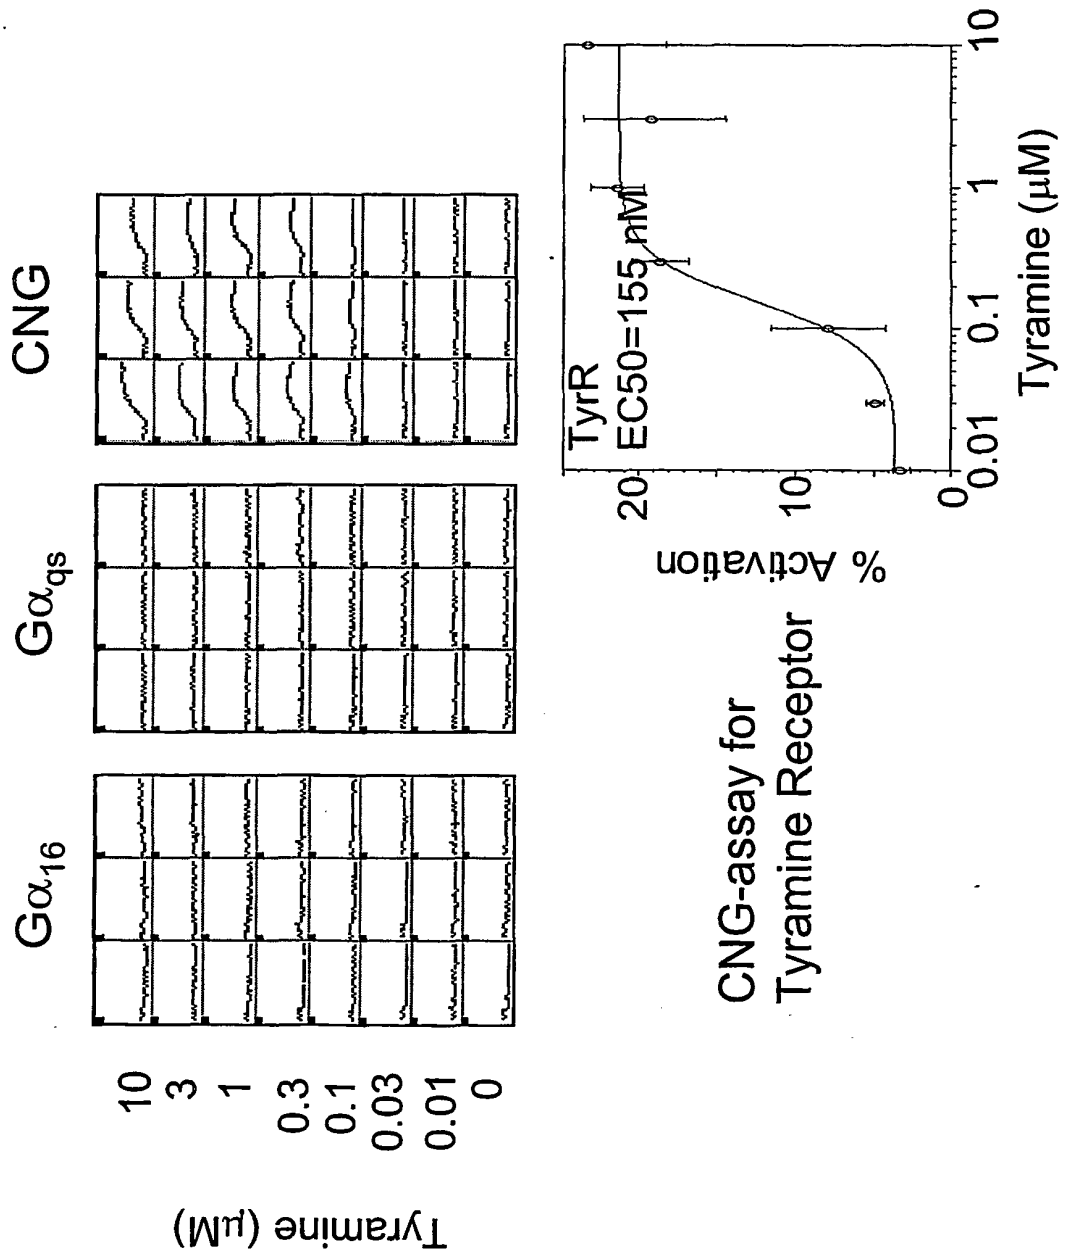 Gα16
Gαqs
CNG
Tyramine (μM)
10
3
1
0.3
0.1
0.03
0.01
0
CNG-assay for
Tyramine Receptor
% Activation
20
10
0
TyrR
EC50=155 nM
0.01
0.1
1
10
Tyramine (μM)